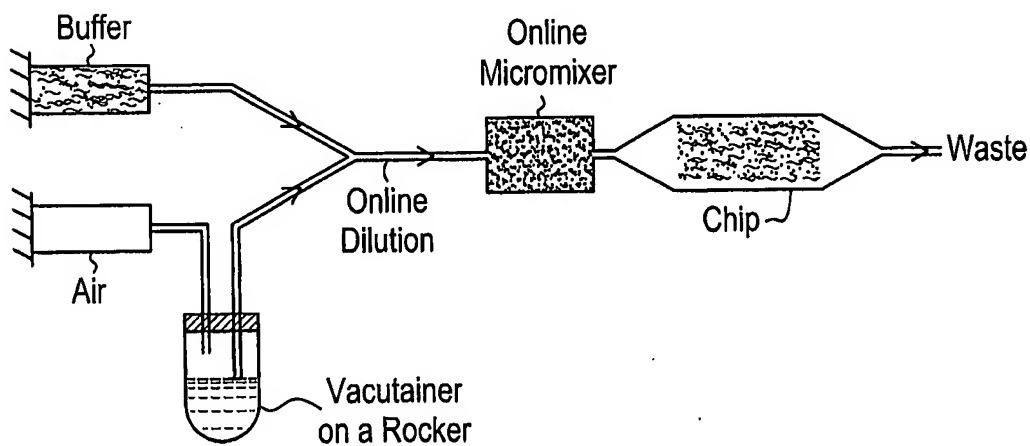 Buffer
Online
Micromixer
Waste
Online
Dilution
Chip
Air
Vacutainer
on a Rocker